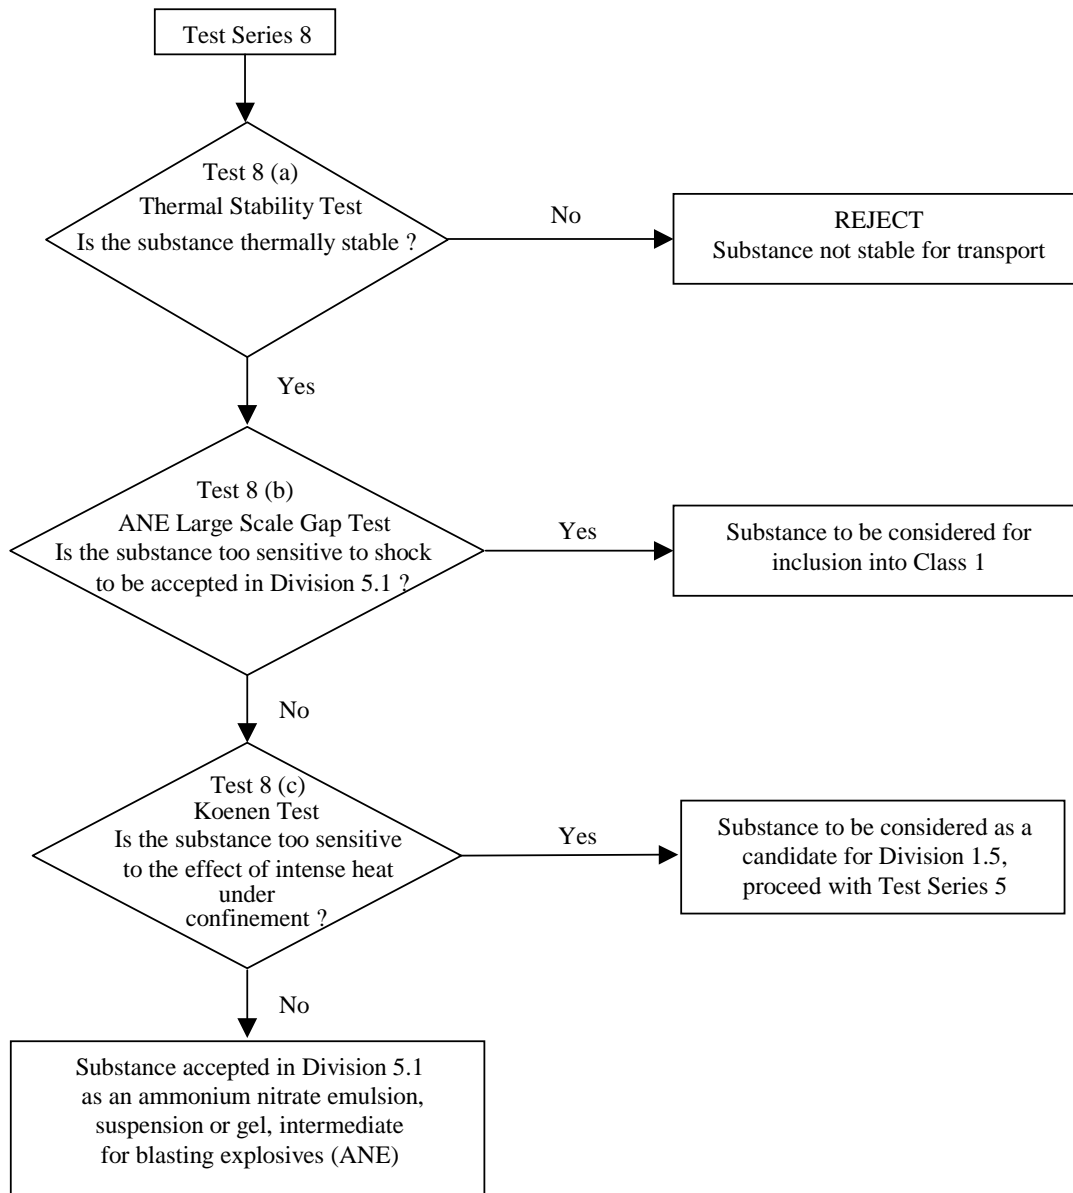 Test Series 8
Test 8 (a)
Thermal Stability Test
Is the substance thermally stable ?
No
REJECT
Substance not stable for transport
Yes
Test 8 (b)
ANE Large Scale Gap Test
Is the substance too sensitive to shock
to be accepted in Division 5.1 ?
Yes
Substance to be considered for
inclusion into Class 1
No
Test 8 (c)
Koenen Test
Is the substance too sensitive
to the effect of intense heat
under
confinement ?
Yes
Substance to be considered as a
candidate for Division 1.5,
proceed with Test Series 5
No
Substance accepted in Division 5.1
as an ammonium nitrate emulsion,
suspension or gel, intermediate
for blasting explosives (ANE)